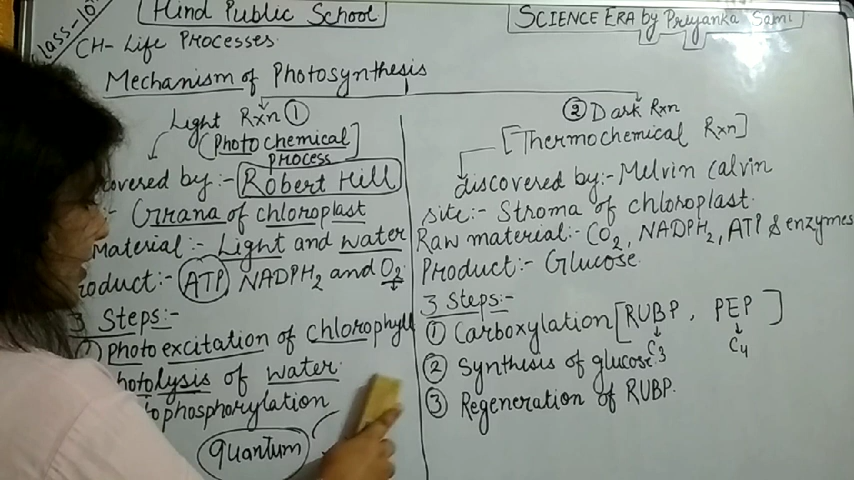 Class-10
Hind Public School
SCIENCE ERA by Priyanka Saini
CH- Life PROCESSES
Mechanism of Photosynthesis
Light Rxn ①
[Photochemical
PROCESS]
covered by:- Robert Hill
:- Grana of chloroplast
Material:- Light and water
roduct:- ATP NADPH2 and O2
3 Steps:-
① Photo excitation of chlorophyll
hotolysis of water
tophosphorylation
quantum
② Dark Rxn
[Thermochemical Rxn]
discovered by:- Melvin Calvin
site:- Stroma of chloroplast
Raw material:- CO2, NADPH2, ATP & enzymes
Product:- Glucose
3 Steps:-
① Carboxylation [RUBP, PEP]
C3 C4
② Synthesis of glucose
③ Regeneration of RUBP.